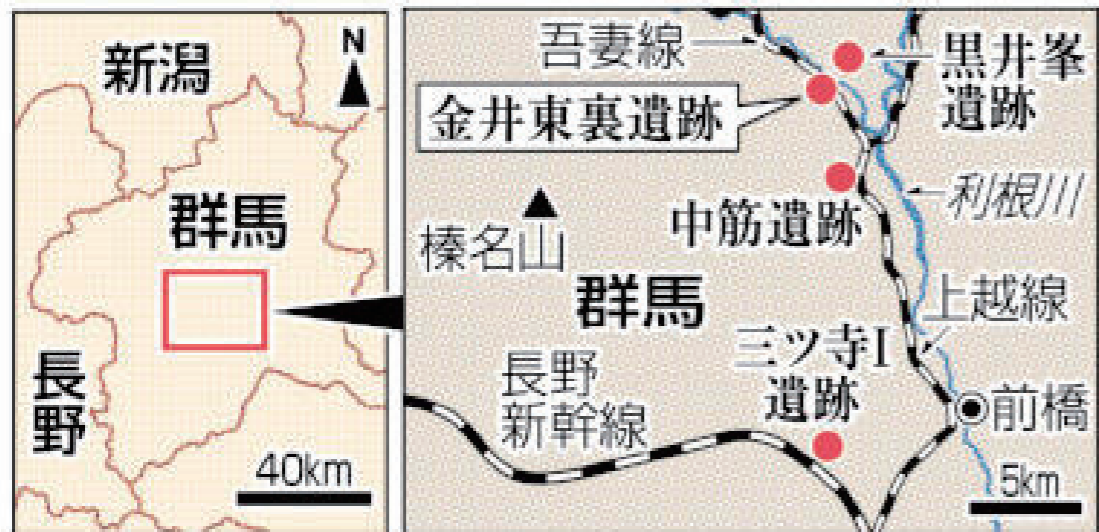 新潟
N
群馬
長野
40km
吾妻線
黒井峯
遺跡
金井東裏遺跡
利根川
中筋遺跡
榛名山
群馬
上越線
三ツ寺I
遺跡
長野
新幹線
前橋
5km